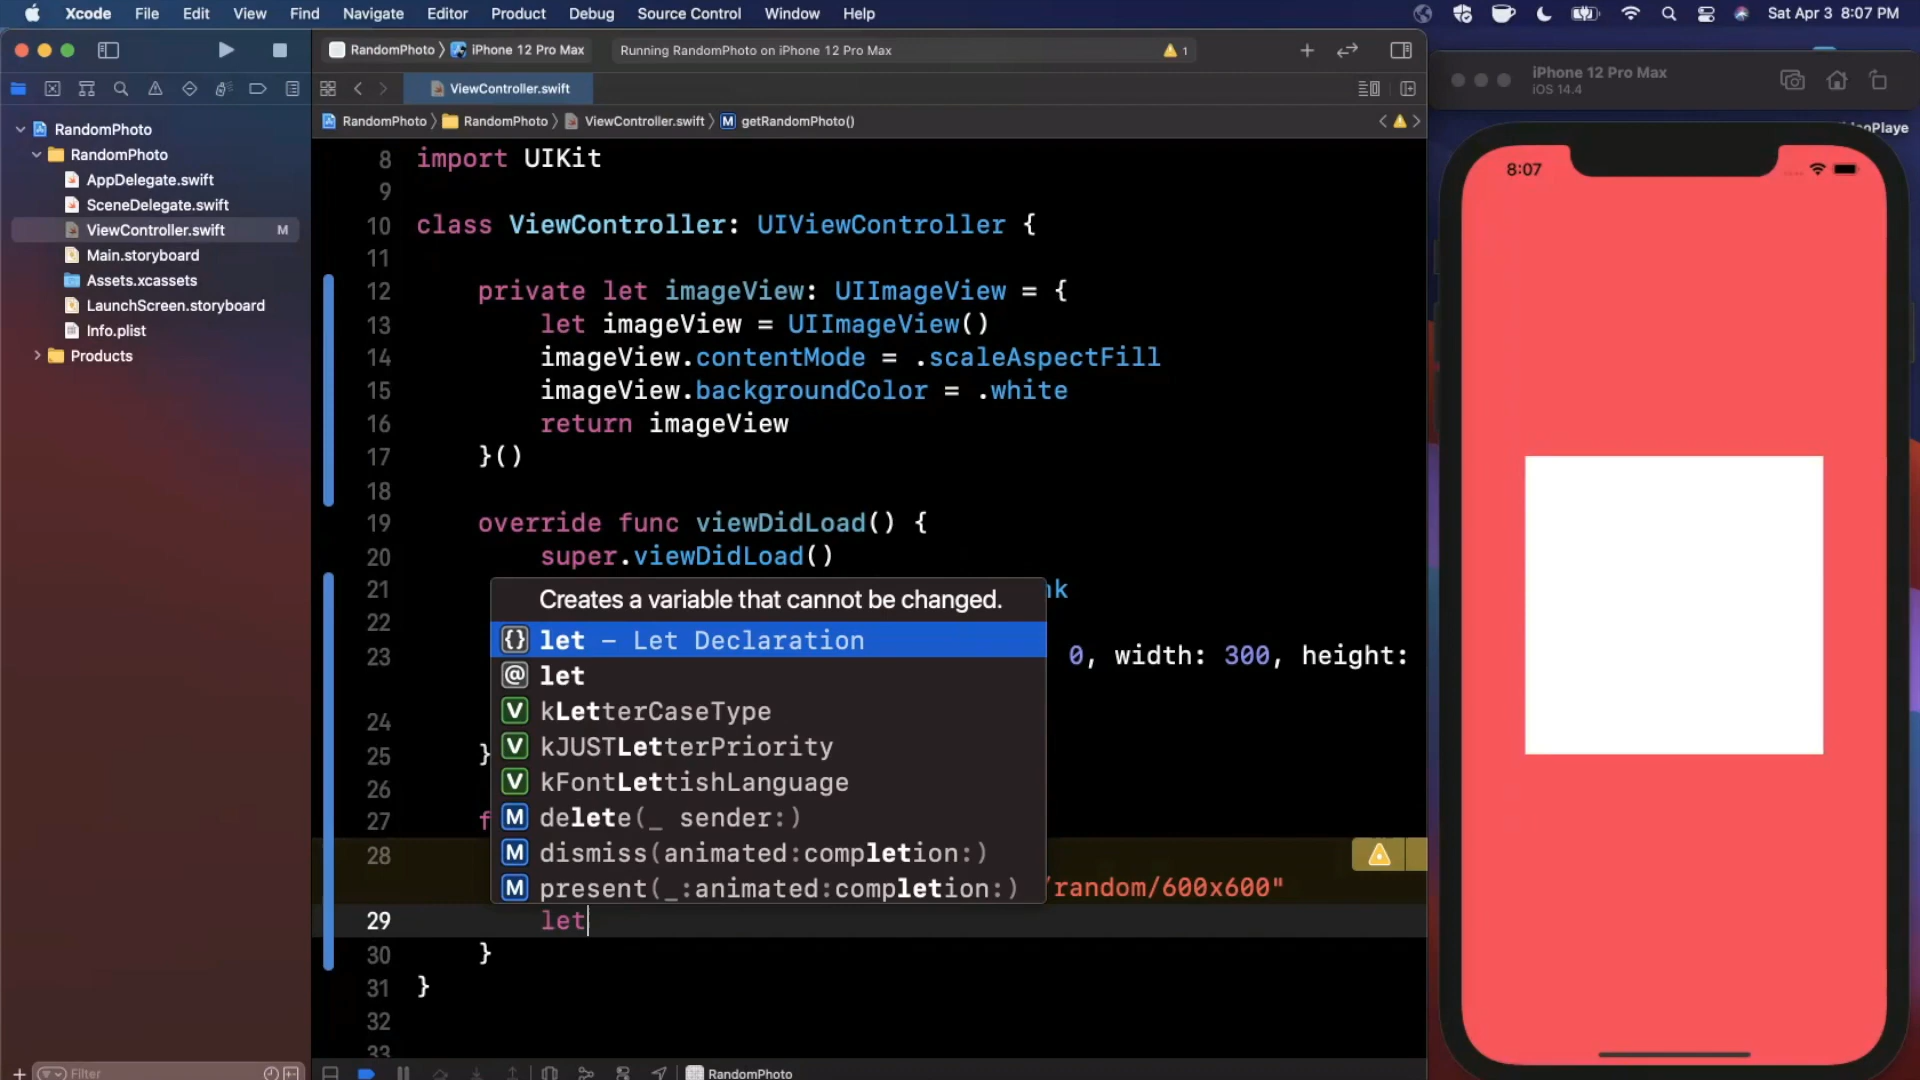 Xcode File Edit View Find Navigate Editor Product Debug Source Control Window Help Sat Apr 3 8:07 PM
RandomPhoto iPhone 12 Pro Max Running RandomPhoto on iPhone 12 Pro Max 1
ViewController.swift
RandomPhoto RandomPhoto ViewController.swift M getRandomPhoto()
RandomPhoto
RandomPhoto
AppDelegate.swift
SceneDelegate.swift
ViewController.swift M
Main.storyboard
Assets.xcassets
LaunchScreen.storyboard
Info.plist
Products
Filter
8 import UIKit
9
10 class ViewController: UIViewController {
11
12 private let imageView: UIImageView = {
13 let imageView = UIImageView()
14 imageView.contentMode = .scaleAspectFill
15 imageView.backgroundColor = .white
16 return imageView
17 }()
18
19 override func viewDidLoad() {
20 super.viewDidLoad()
21 nk
22
23 0, width: 300, height:
24
25 }
26
27 f
28
/random/600x600"
29 let
30 }
31 }
32
33
Creates a variable that cannot be changed.
{} let – Let Declaration
@ let
V kLetterCaseType
V kJUSTLetterPriority
V kFontLettishLanguage
M delete(_ sender:)
M dismiss(animated:completion:)
M present(_:animated:completion:)
RandomPhoto
iPhone 12 Pro Max
iOS 14.4
8:07